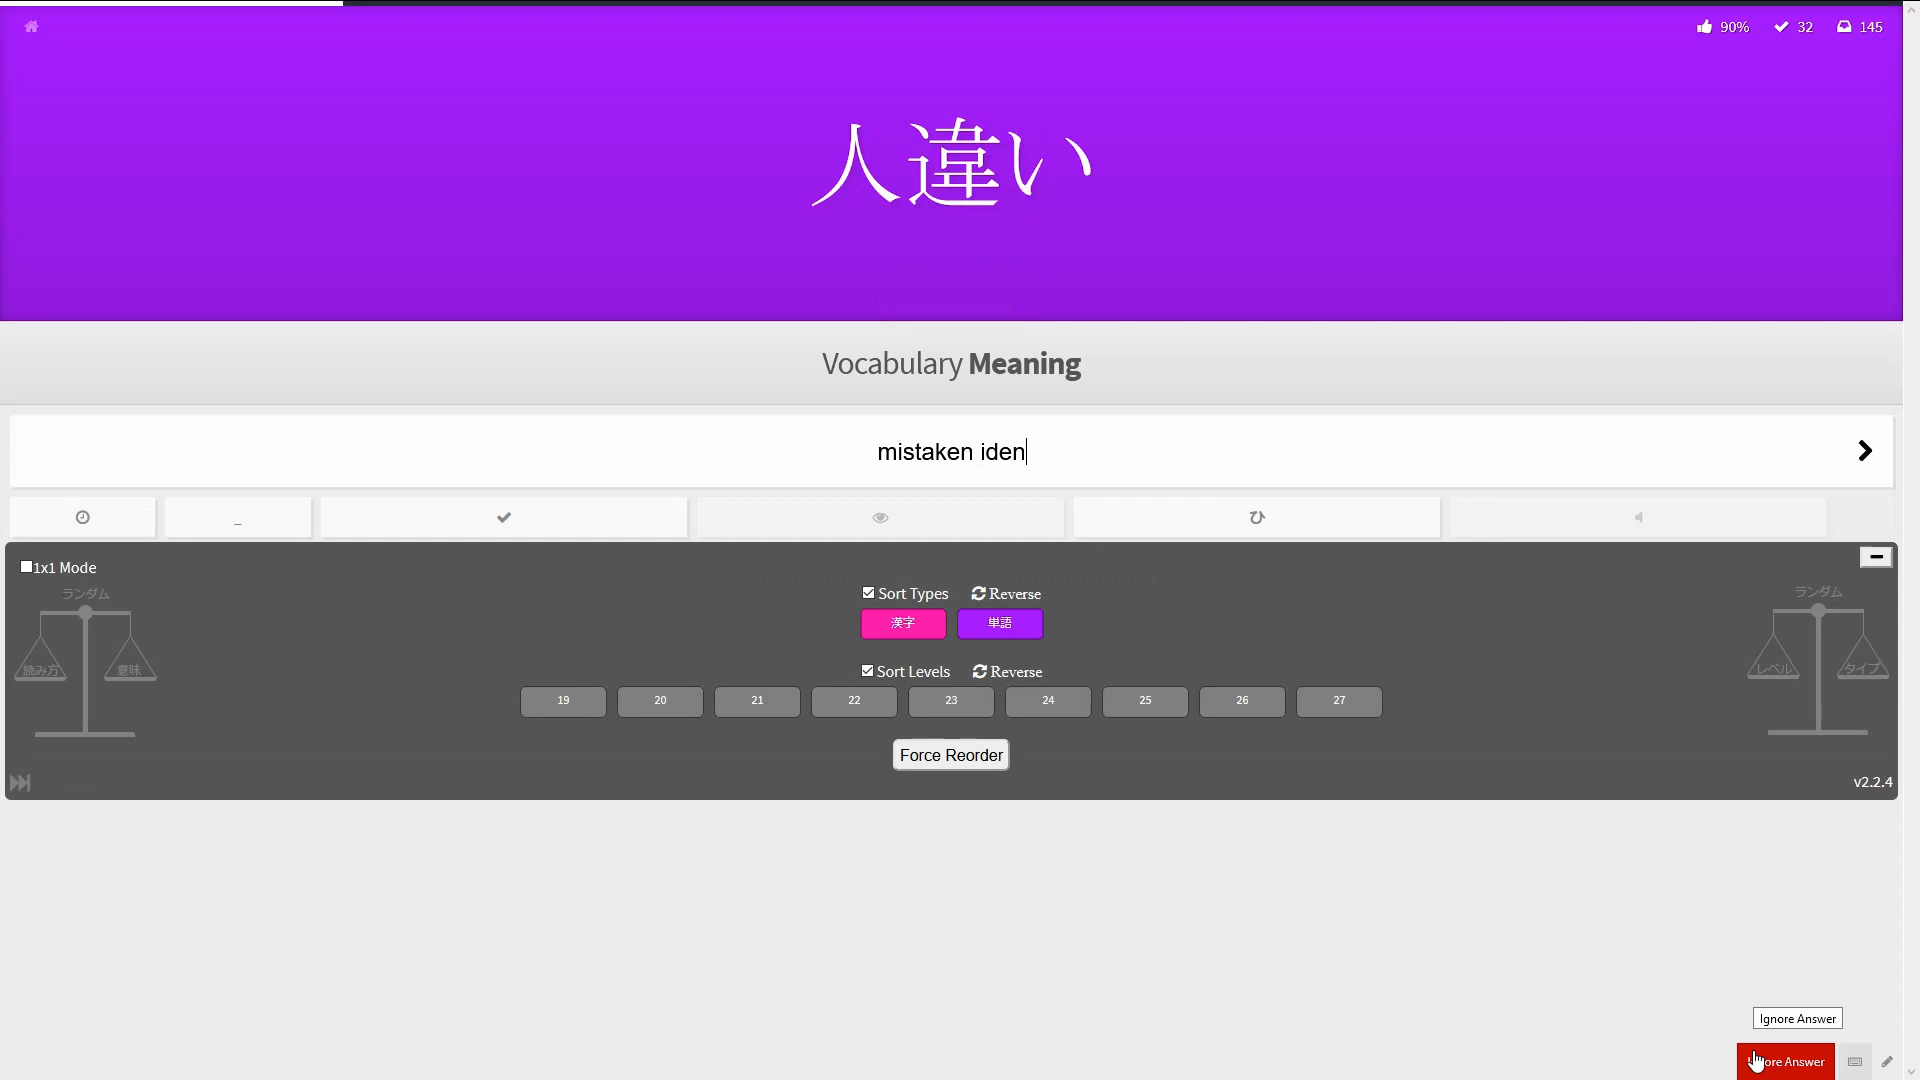 90% 32 145
人違い
Vocabulary Meaning
mistaken iden
_ ひ
1x1 Mode
ランダム
読み方 意味
Sort Types Reverse
漢字 単語
Sort Levels Reverse
19 20 21 22 23 24 25 26 27
Force Reorder
ランダム
レベル タイプ
v2.2.4
Ignore Answer
ore Answer